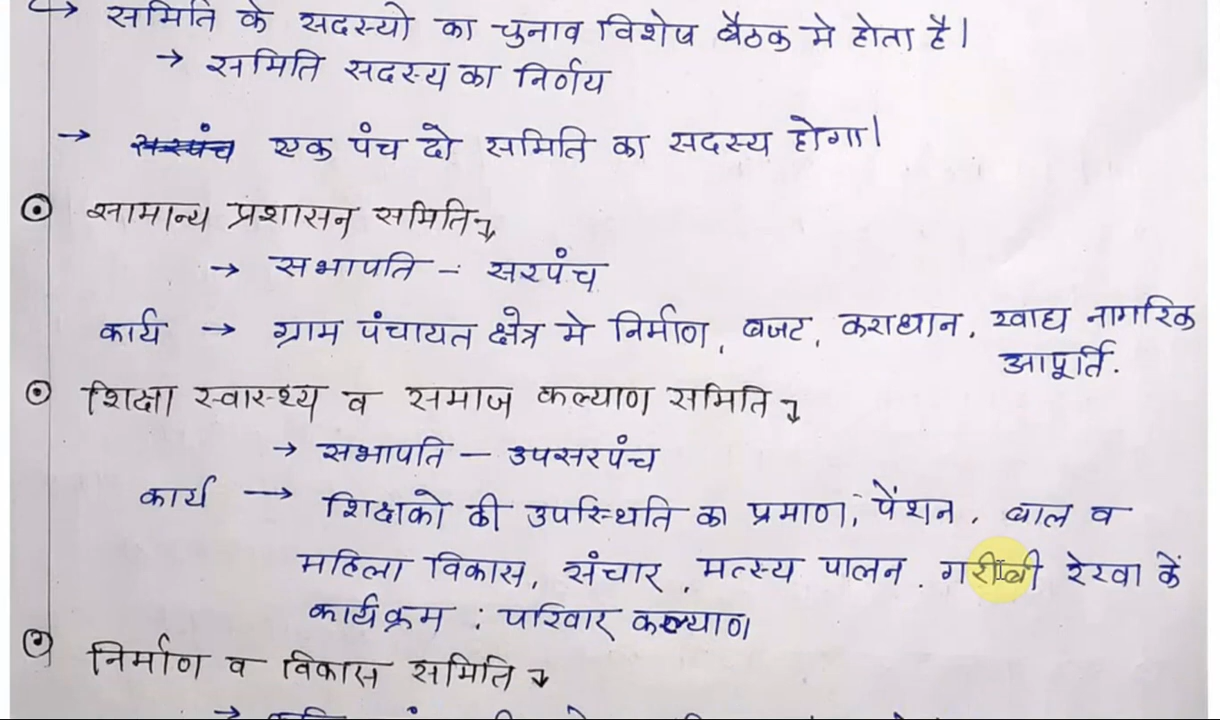 → समिति के सदस्यो का चुनाव विशेष बैठक मे होता है।
→ समिति सदस्य का निर्णय
→ सरपंच एक पंच दो समिति का सदस्य होगा।
सामान्य प्रशासन समिति
→ सभापति - सरपंच
कार्य → ग्राम पंचायत क्षेत्र मे निर्माण, बजट, कराधान, खाद्य नागरिक
आपूर्ति.
शिक्षा स्वास्थ्य व समाज कल्याण समिति
→ सभापति - उपसरपंच
कार्य → शिक्षको की उपस्थिति का प्रमाण, पेंशन, बाल व
महिला विकास, संचार, मत्स्य पालन, गरीबी रेखा कें
कार्यक्रम : परिवार कल्याण
निर्माण व विकास समिति